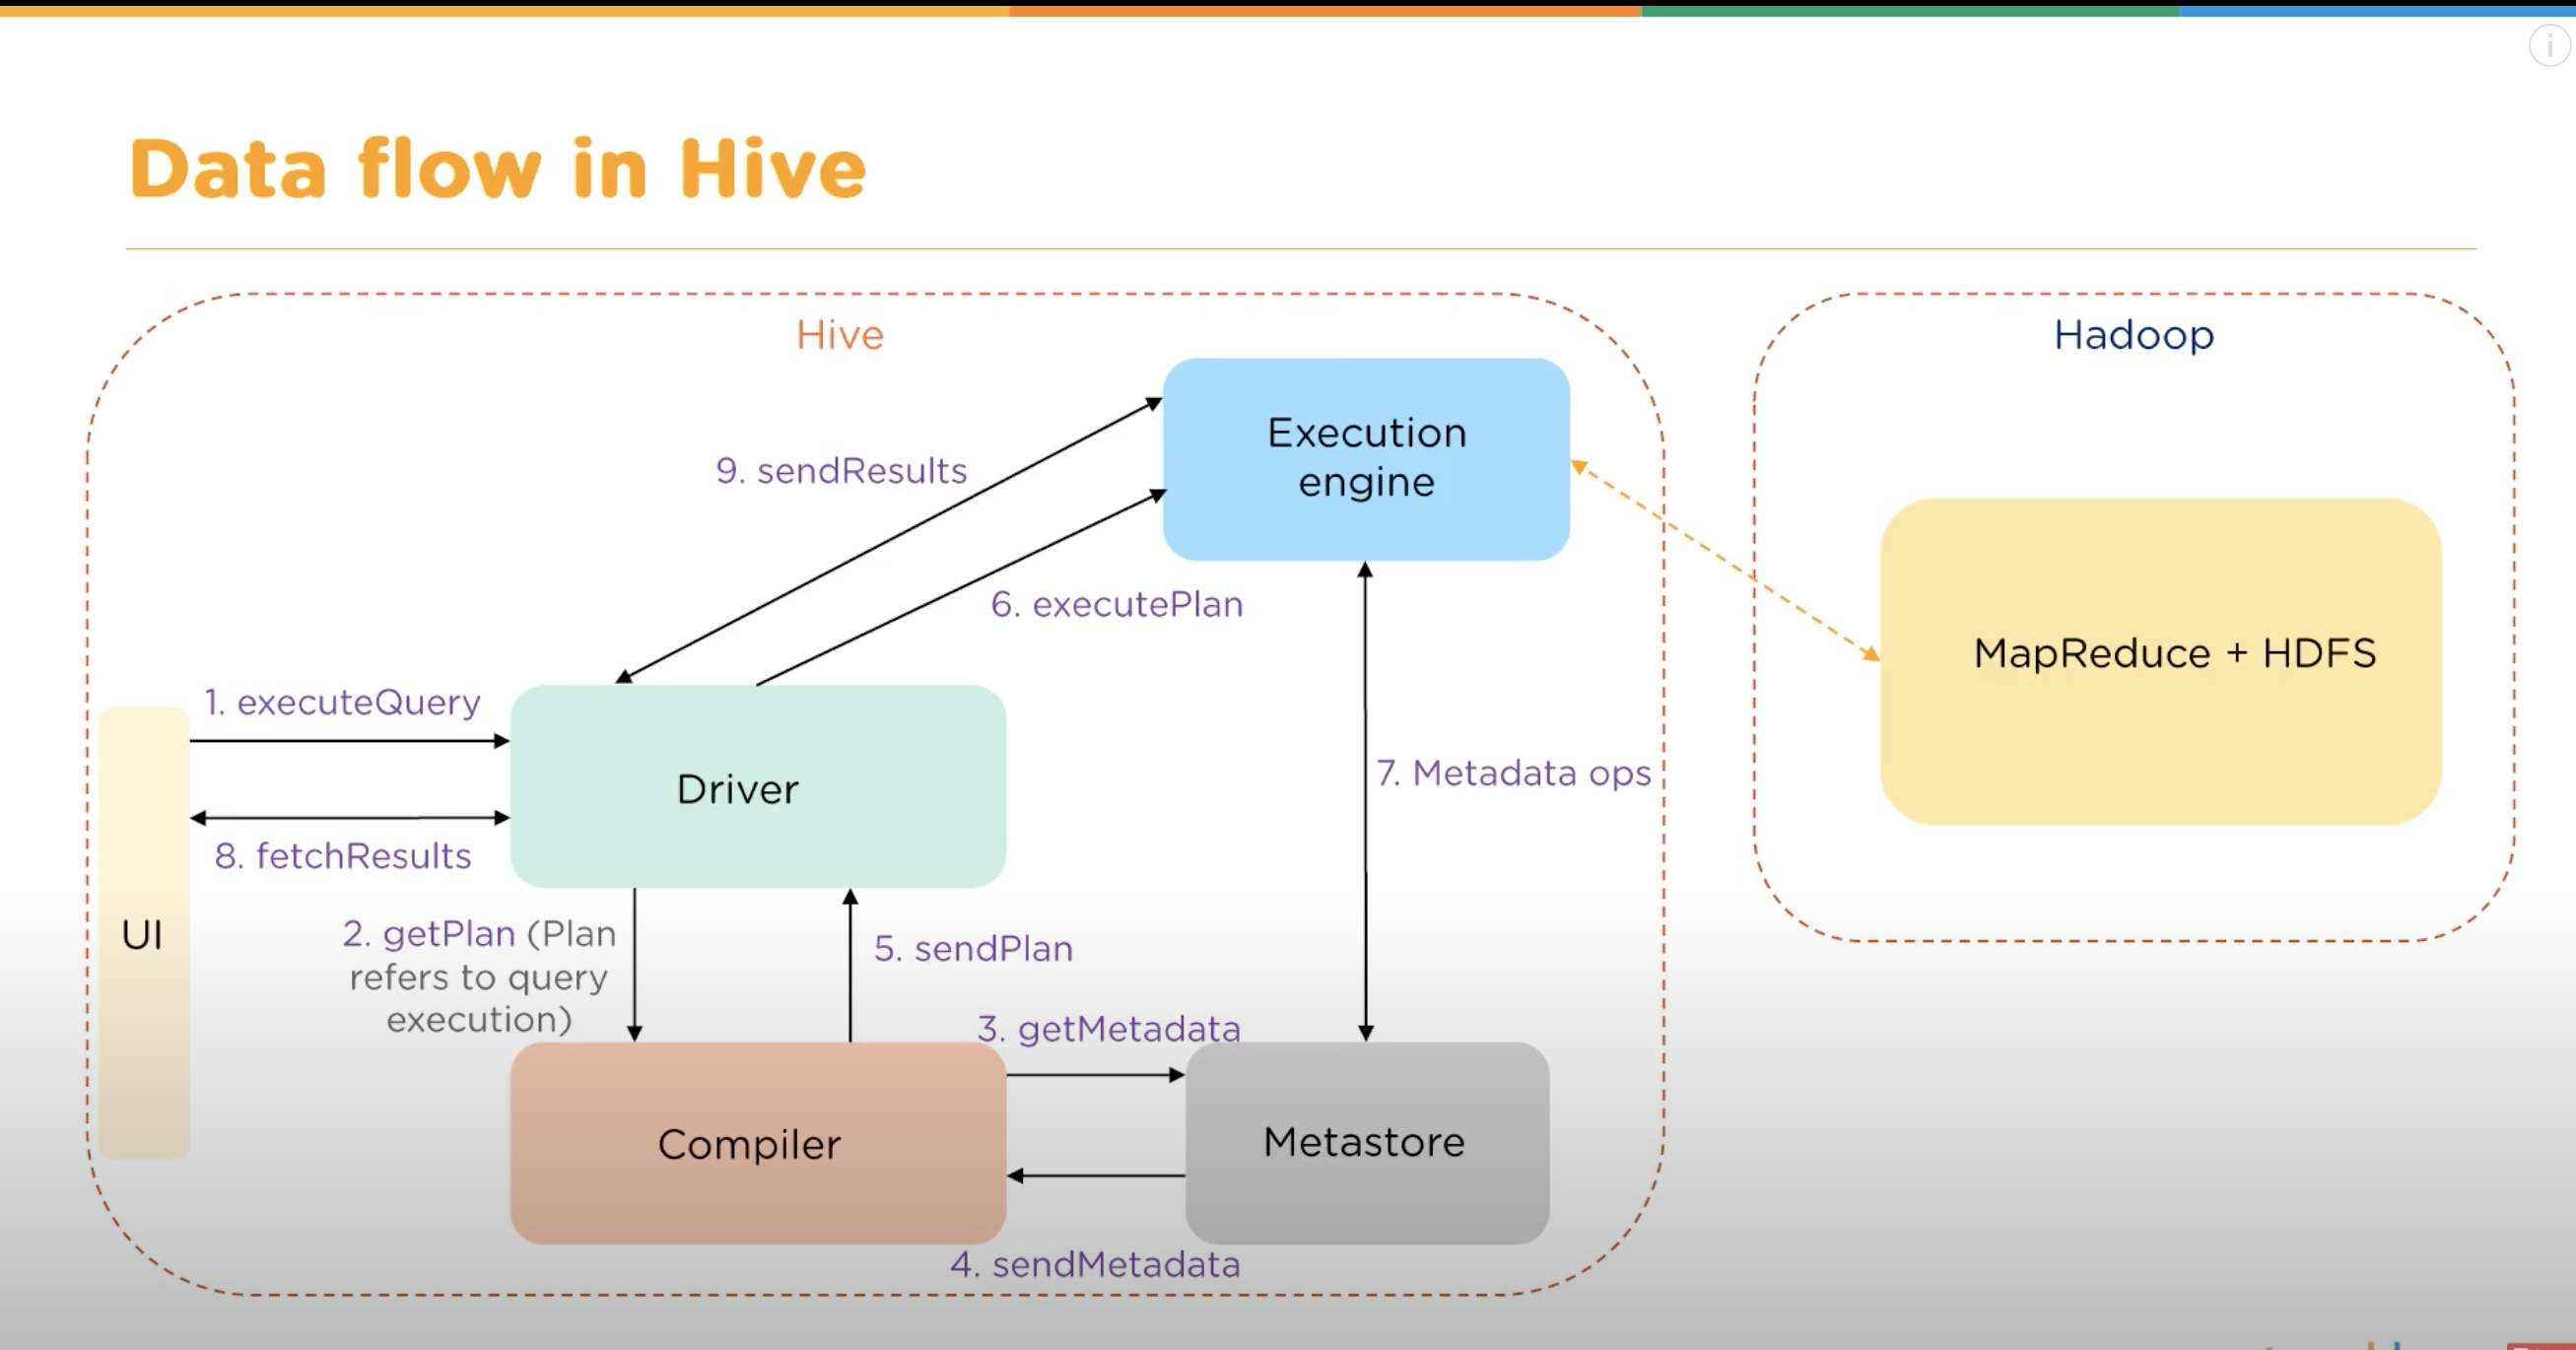 Data flow in Hive
Hive
Hadoop
Execution
engine
9. sendResults
6. executePlan
MapReduce + HDFS
1. executeQuery
Driver
7. Metadata ops
8. fetchResults
UI
2. getPlan (Plan
refers to query
execution)
5. sendPlan
3. getMetadata
Compiler
Metastore
4. sendMetadata